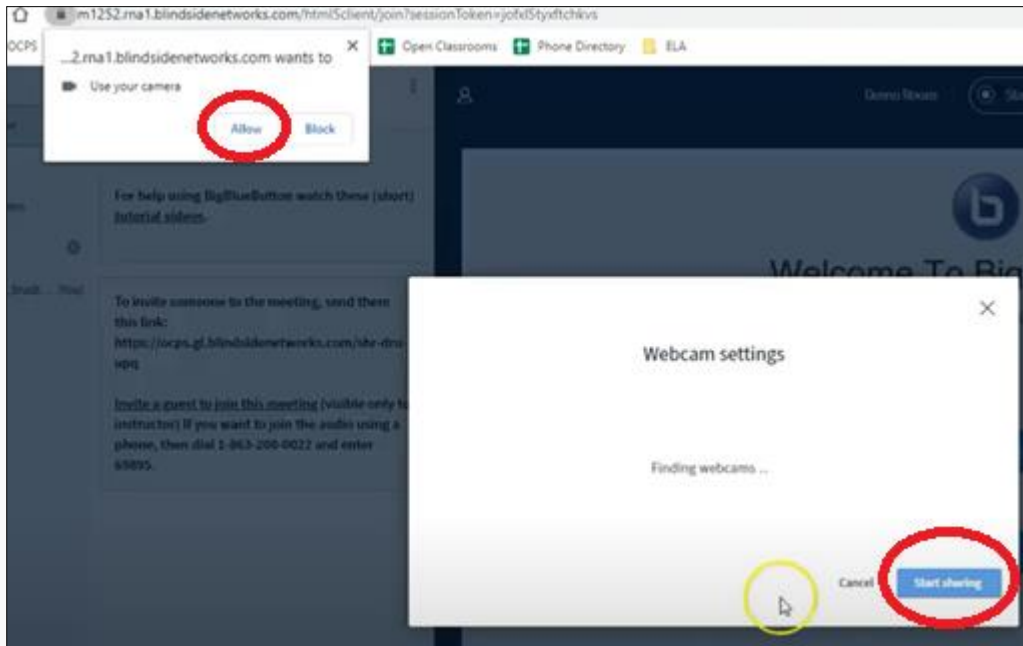 m1252.rna1.blindsidenetworks.com/html5client/join?sessionToken=
OCPS
Open Classrooms
Phone Directory
ELA
...2.rna1.blindsidenetworks.com wants to
Use your camera
Allow
Block
For help using BigBlueButton watch these (short)
tutorial videos.
To invite someone to the meeting, send them
this link:
https://ocps.gl.blindsidenetworks.com/
Invite a guest to join this meeting (visible only to
instructor) If you want to join the audio using a
phone, then dial 1-863-200-0022 and enter
69895.
Welcome To Big
Webcam settings
Finding webcams ...
Cancel
Start sharing